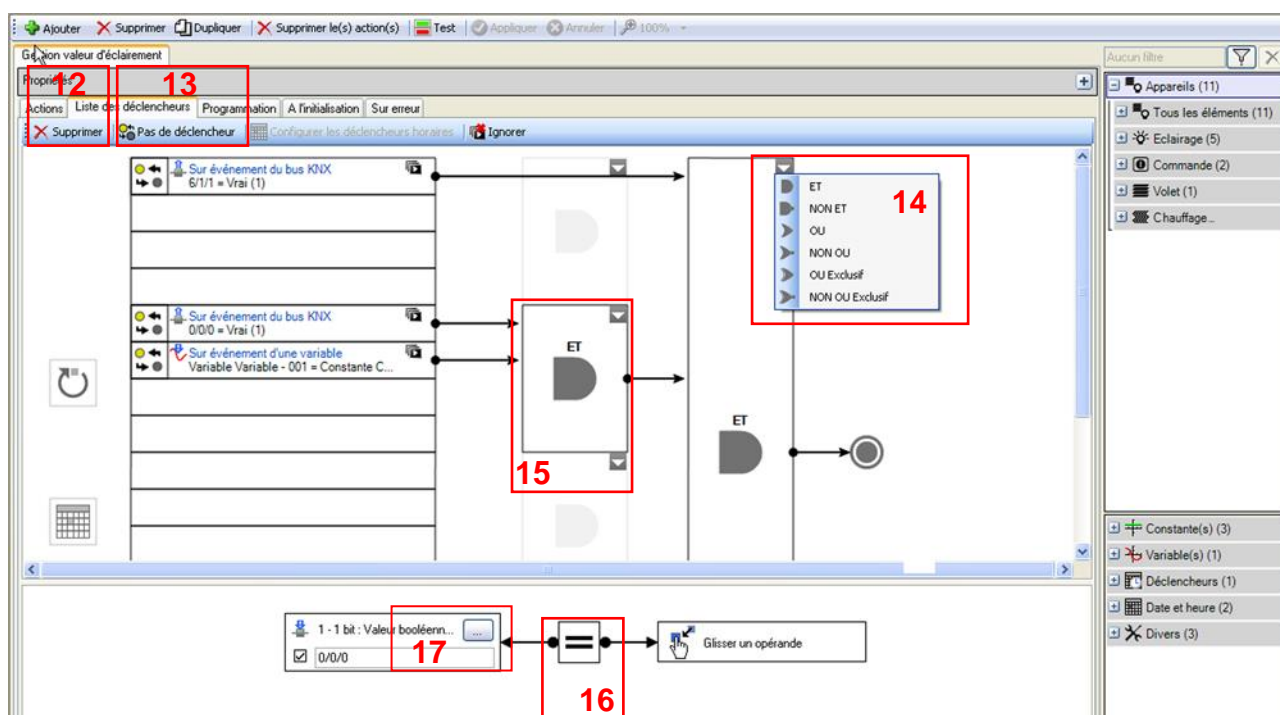 Ajouter Supprimer Dupliquer Supprimer le(s) action(s) Test Appliquer Annuler 100%
Gestion valeur d'éclairement
Aucun filtre
Propriétés
12 13
Actions Liste des déclencheurs Programmation A l'initialisation Sur erreur
Supprimer Pas de déclencheur Configurer les déclencheurs horaires Ignorer
Sur événement du bus KNX
6/1/1 = Vrai (1)
ET
NON ET
OU
NON OU
OU Exclusif
NON OU Exclusif
14
Sur événement du bus KNX
0/0/0 = Vrai (1)
Sur événement d'une variable
Variable Variable - 001 = Constante C...
ET
15
ET
1 - 1 bit : Valeur booléenn... ...
0/0/0
17
=
16
Glisser un opérande
Appareils (11)
Tous les éléments (11)
Eclairage (5)
Commande (2)
Volet (1)
Chauffage...
Constante(s) (3)
Variable(s) (1)
Déclencheurs (1)
Date et heure (2)
Divers (3)